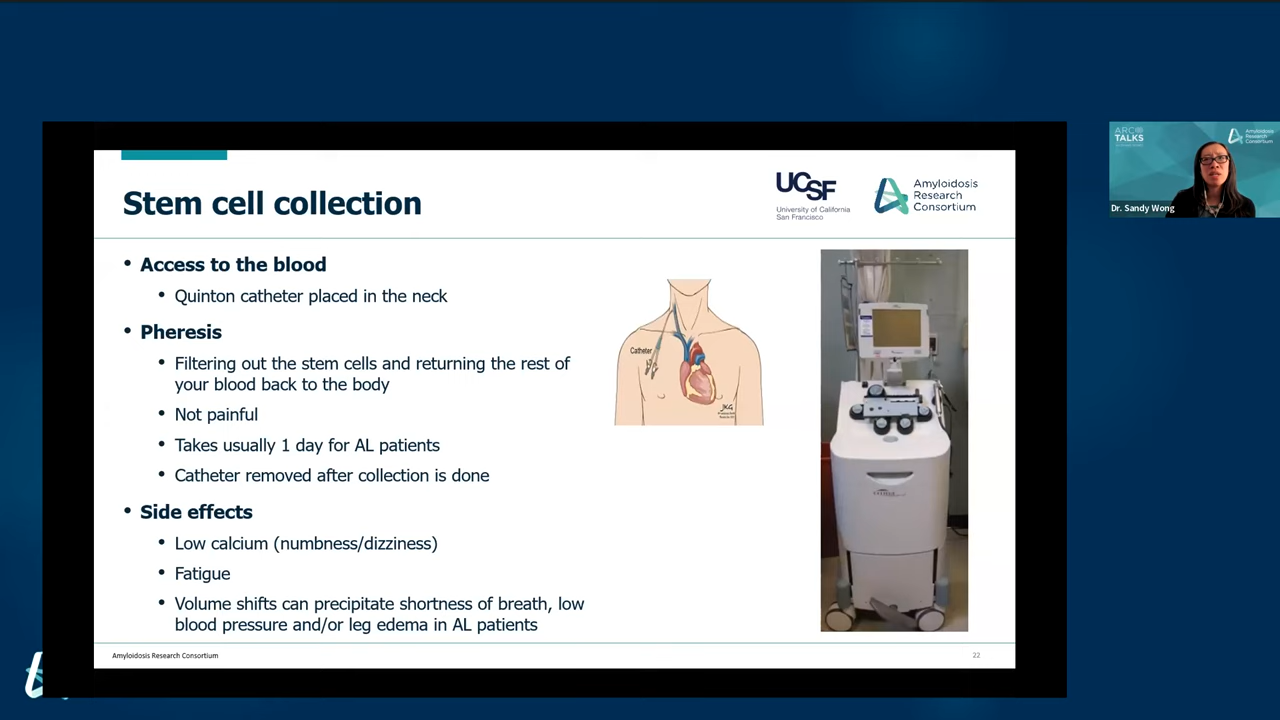 Stem cell collection
UCSF
University of California
San Francisco
Amyloidosis
Research
Consortium
• Access to the blood
• Quinton catheter placed in the neck
• Pheresis
• Filtering out the stem cells and returning the rest of
your blood back to the body
• Not painful
• Takes usually 1 day for AL patients
• Catheter removed after collection is done
• Side effects
• Low calcium (numbness/dizziness)
• Fatigue
• Volume shifts can precipitate shortness of breath, low
blood pressure and/or leg edema in AL patients
Catheter
JKG
Amyloidosis Research Consortium
22
ARC
TALKS
Amyloidosis
Research
Consortium
Dr. Sandy Wong